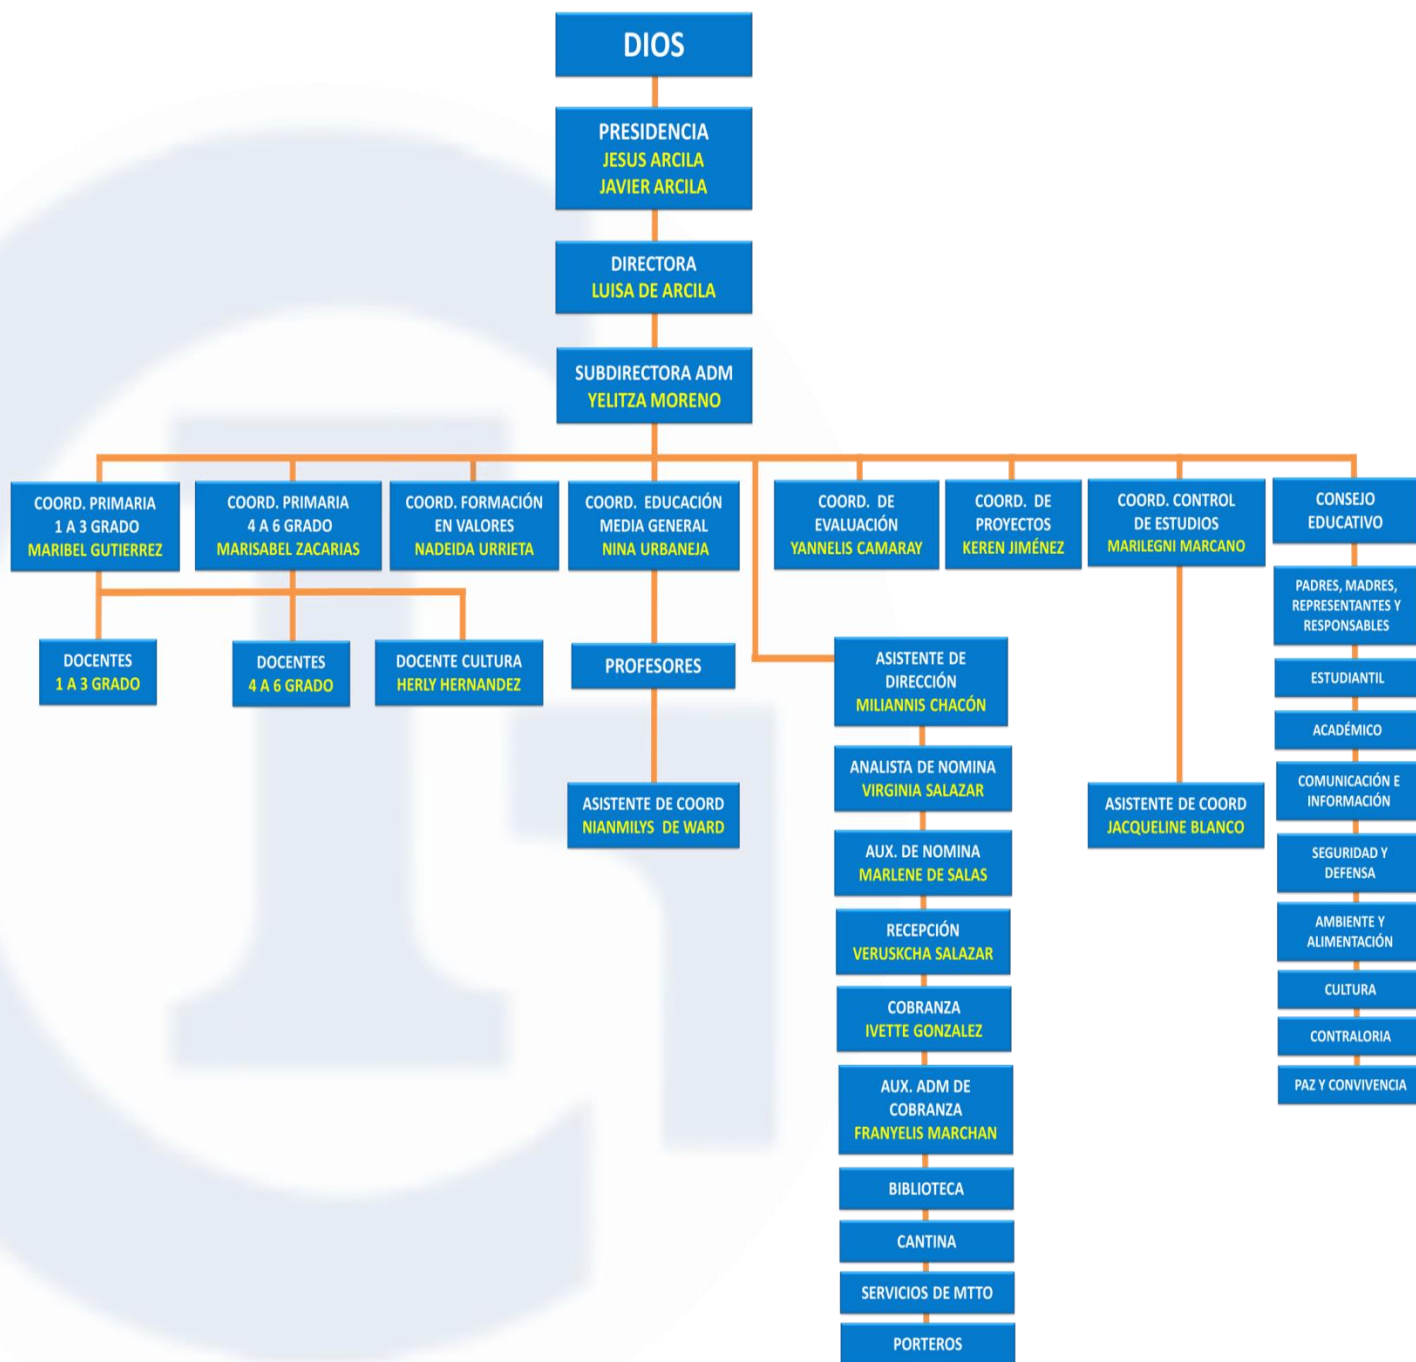 DIOS
PRESIDENCIA
JESUS ARCILA
JAVIER ARCILA
DIRECTORA
LUISA DE ARCILA
SUBDIRECTORA ADM
YELITZA MORENO
COORD. PRIMARIA
1 A 3 GRADO
MARIBEL GUTIERREZ
COORD. PRIMARIA
4 A 6 GRADO
MARISABEL ZACARIAS
COORD. FORMACIÓN
EN VALORES
NADEIDA URRIETA
COORD. EDUCACIÓN
MEDIA GENERAL
NINA URBANEJA
COORD. DE
EVALUACIÓN
YANNELIS CAMARAY
COORD. DE
PROYECTOS
KEREN JIMÉNEZ
COORD. CONTROL
DE ESTUDIOS
MARILEGNI MARCANO
CONSEJO
EDUCATIVO
DOCENTES
1 A 3 GRADO
DOCENTES
4 A 6 GRADO
DOCENTE CULTURA
HERLY HERNANDEZ
PROFESORES
ASISTENTE DE COORD
NIANMILYS DE WARD
ASISTENTE DE
DIRECCIÓN
MILIANNIS CHACÓN
ANALISTA DE NOMINA
VIRGINIA SALAZAR
AUX. DE NOMINA
MARLENE DE SALAS
RECEPCIÓN
VERUSKCHA SALAZAR
COBRANZA
IVETTE GONZALEZ
AUX. ADM DE
COBRANZA
FRANYELIS MARCHAN
BIBLIOTECA
CANTINA
SERVICIOS DE MTTO
PORTEROS
ASISTENTE DE COORD
JACQUELINE BLANCO
PADRES, MADRES,
REPRESENTANTES Y
RESPONSABLES
ESTUDIANTIL
ACADÉMICO
COMUNICACIÓN E
INFORMACIÓN
SEGURIDAD Y
DEFENSA
AMBIENTE Y
ALIMENTACIÓN
CULTURA
CONTRALORIA
PAZ Y CONVIVENCIA